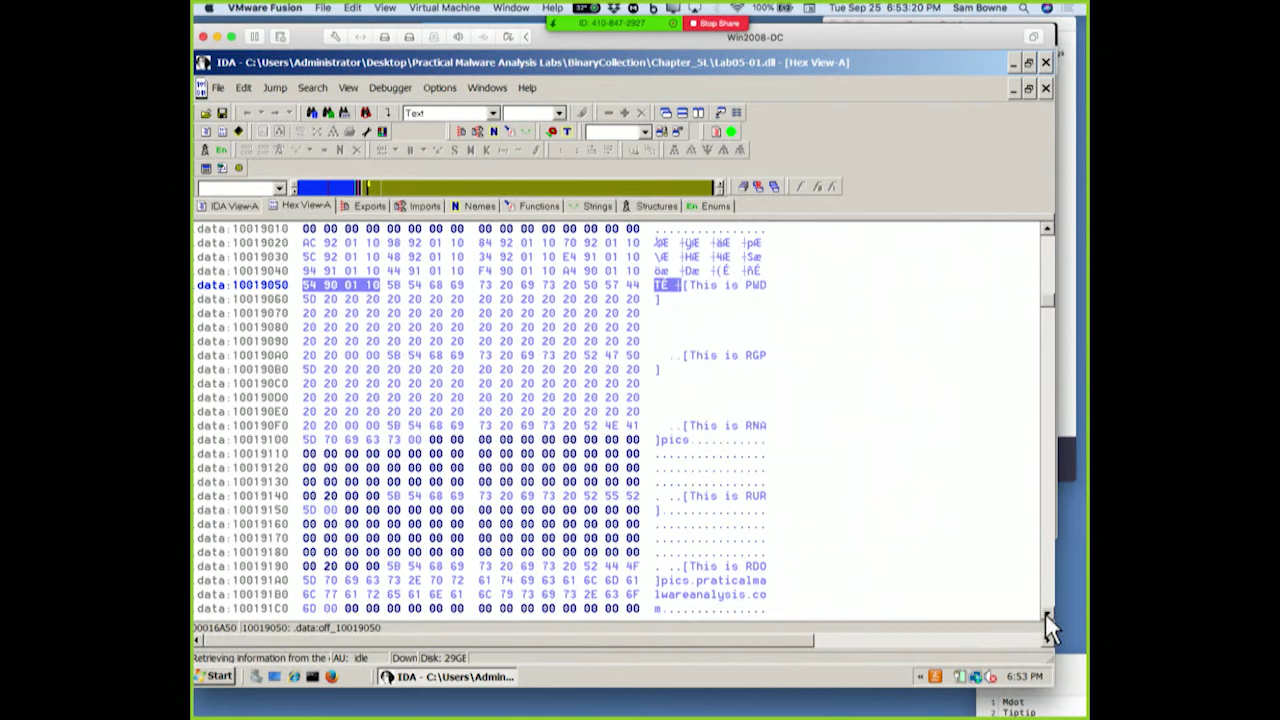 VMware Fusion File Edit View Virtual Machine Window Help 100% Tue Sep 25 6:53:20 PM Sam Bowne
ID: 410-847-2927 Stop Share
Win2008-DC
IDA - C:\Users\Administrator\Desktop\Practical Malware Analysis Labs\BinaryCollection\Chapter_5L\Lab05-01.dll - [Hex View-A]
File Edit Jump Search View Debugger Options Windows Help
Text
IDA View-A Hex View-A Exports Imports N Names Functions Strings Structures En Enums
data:10019010 00 00 00 00 00 00 00 00 00 00 00 00 00 00 00 00 ................
data:10019020 AC 92 01 10 98 92 01 10 84 92 01 10 70 92 01 10
data:10019030 5C 92 01 10 48 92 01 10 34 92 01 10 E4 91 01 10
data:10019040 94 91 01 10 44 91 01 10 F4 90 01 10 A4 90 01 10
data:10019050 54 90 01 10 5B 54 68 69 73 20 69 73 20 50 57 44 TÉ ┼[This is PWD
data:10019060 5D 20 20 20 20 20 20 20 20 20 20 20 20 20 20 20 ]
data:10019070 20 20 20 20 20 20 20 20 20 20 20 20 20 20 20 20
data:10019080 20 20 20 20 20 20 20 20 20 20 20 20 20 20 20 20
data:10019090 20 20 20 20 20 20 20 20 20 20 20 20 20 20 20 20
data:100190A0 20 20 00 00 5B 54 68 69 73 20 69 73 20 52 47 50 ..[This is RGP
data:100190B0 5D 20 20 20 20 20 20 20 20 20 20 20 20 20 20 20 ]
data:100190C0 20 20 20 20 20 20 20 20 20 20 20 20 20 20 20 20
data:100190D0 20 20 20 20 20 20 20 20 20 20 20 20 20 20 20 20
data:100190E0 20 20 20 20 20 20 20 20 20 20 20 20 20 20 20 20
data:100190F0 20 20 00 00 5B 54 68 69 73 20 69 73 20 52 4E 41 ..[This is RNA
data:10019100 5D 70 69 63 73 00 00 00 00 00 00 00 00 00 00 00 ]pics...........
data:10019110 00 00 00 00 00 00 00 00 00 00 00 00 00 00 00 00 ................
data:10019120 00 00 00 00 00 00 00 00 00 00 00 00 00 00 00 00 ................
data:10019130 00 00 00 00 00 00 00 00 00 00 00 00 00 00 00 00 ................
data:10019140 00 20 00 00 5B 54 68 69 73 20 69 73 20 52 55 52 . ..[This is RUR
data:10019150 5D 00 00 00 00 00 00 00 00 00 00 00 00 00 00 00 ]...............
data:10019160 00 00 00 00 00 00 00 00 00 00 00 00 00 00 00 00 ................
data:10019170 00 00 00 00 00 00 00 00 00 00 00 00 00 00 00 00 ................
data:10019180 00 00 00 00 00 00 00 00 00 00 00 00 00 00 00 00 ................
data:10019190 00 20 00 00 5B 54 68 69 73 20 69 73 20 52 44 4F . ..[This is RDO
data:100191A0 5D 70 69 63 73 2E 70 72 61 74 69 63 61 6C 6D 61 ]pics.praticalma
data:100191B0 6C 77 61 72 65 61 6E 61 6C 79 73 69 73 2E 63 6F lwareanalysis.co
data:100191C0 6D 00 00 00 00 00 00 00 00 00 00 00 00 00 00 00 m...............
00016A50 10019050: .data:off_10019050
Retrieving information from the AU: idle Down Disk: 29GB
Start IDA - C:\Users\Admin... 6:53 PM
1 Mdot
2 Tiptip